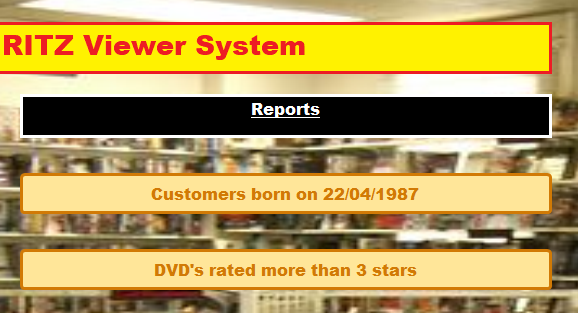 RITZ Viewer System
Reports
Customers born on 22/04/1987
DVD's rated more than 3 stars